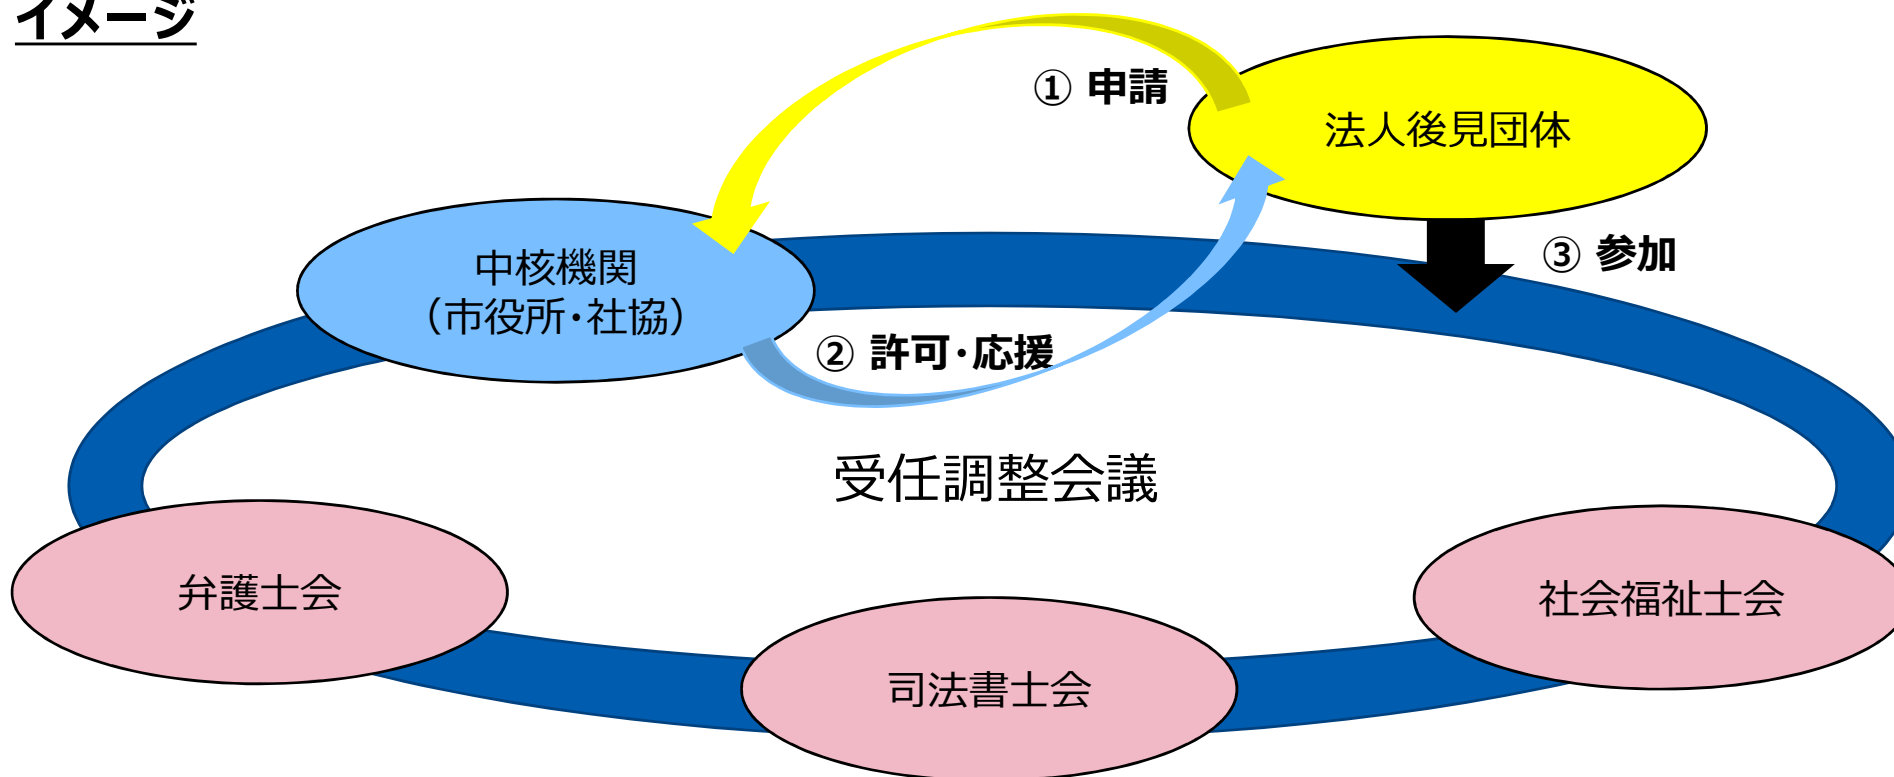 イメージ
① 申請
法人後見団体
③ 参加
中核機関
（市役所・社協）
② 許可・応援
受任調整会議
弁護士会
社会福祉士会
司法書士会